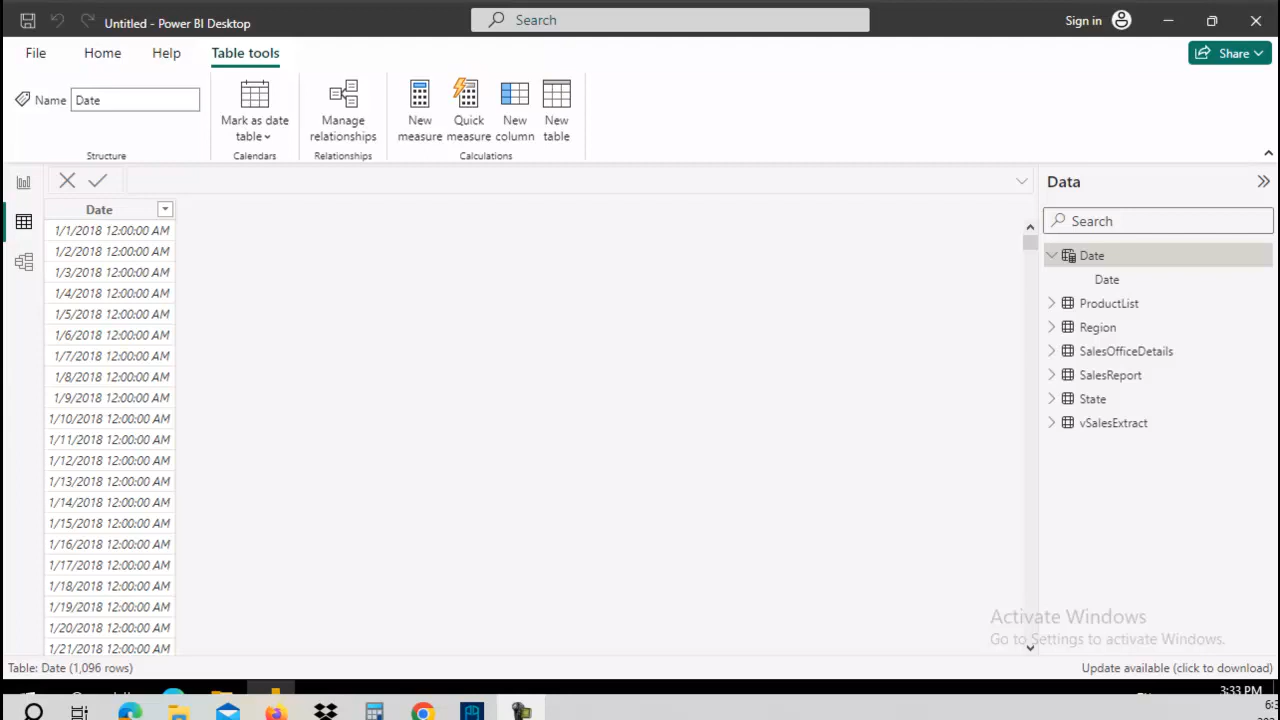 Untitled - Power BI Desktop
Search
Sign in
File
Home
Help
Table tools
Share
Name
Date
Mark as date
table
Manage
relationships
New
measure
Quick
measure
New
column
New
table
Structure
Calendars
Relationships
Calculations
Date
1/1/2018 12:00:00 AM
1/2/2018 12:00:00 AM
1/3/2018 12:00:00 AM
1/4/2018 12:00:00 AM
1/5/2018 12:00:00 AM
1/6/2018 12:00:00 AM
1/7/2018 12:00:00 AM
1/8/2018 12:00:00 AM
1/9/2018 12:00:00 AM
1/10/2018 12:00:00 AM
1/11/2018 12:00:00 AM
1/12/2018 12:00:00 AM
1/13/2018 12:00:00 AM
1/14/2018 12:00:00 AM
1/15/2018 12:00:00 AM
1/16/2018 12:00:00 AM
1/17/2018 12:00:00 AM
1/18/2018 12:00:00 AM
1/19/2018 12:00:00 AM
1/20/2018 12:00:00 AM
1/21/2018 12:00:00 AM
Data
Search
Date
Date
ProductList
Region
SalesOfficeDetails
SalesReport
State
vSalesExtract
Activate Windows
Go to Settings to activate Windows.
Table: Date (1,096 rows)
Update available (click to download)
3:33 PM